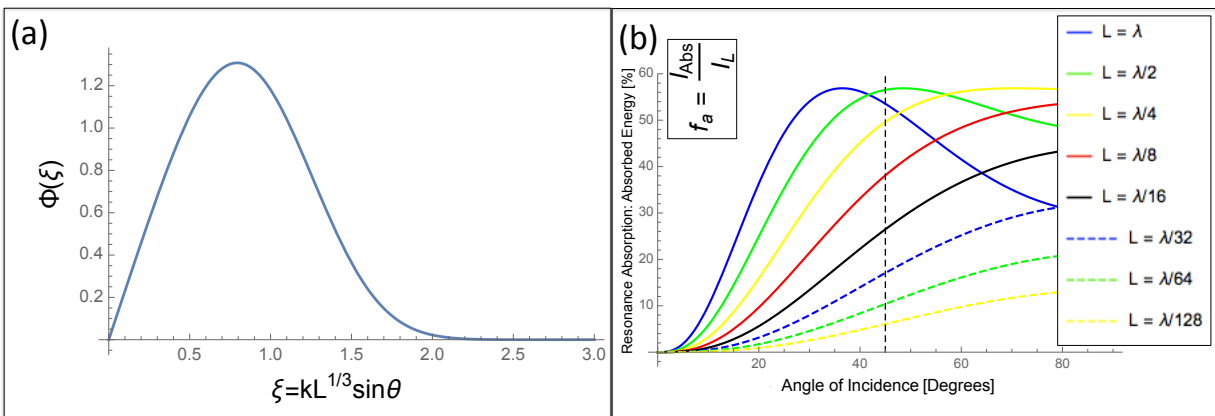 (a)
Φ(ξ)
1.2
1.0
0.8
0.6
0.4
0.2
0.5
1.0
1.5
2.0
2.5
3.0
ξ=kL^{1/3}sinθ
(b)
f_a = I_Abs / I_L
Resonance Absorption: Absorbed Energy [%]
60
50
40
30
20
10
20
40
60
80
Angle of Incidence [Degrees]
L = λ
L = λ/2
L = λ/4
L = λ/8
L = λ/16
L = λ/32
L = λ/64
L = λ/128